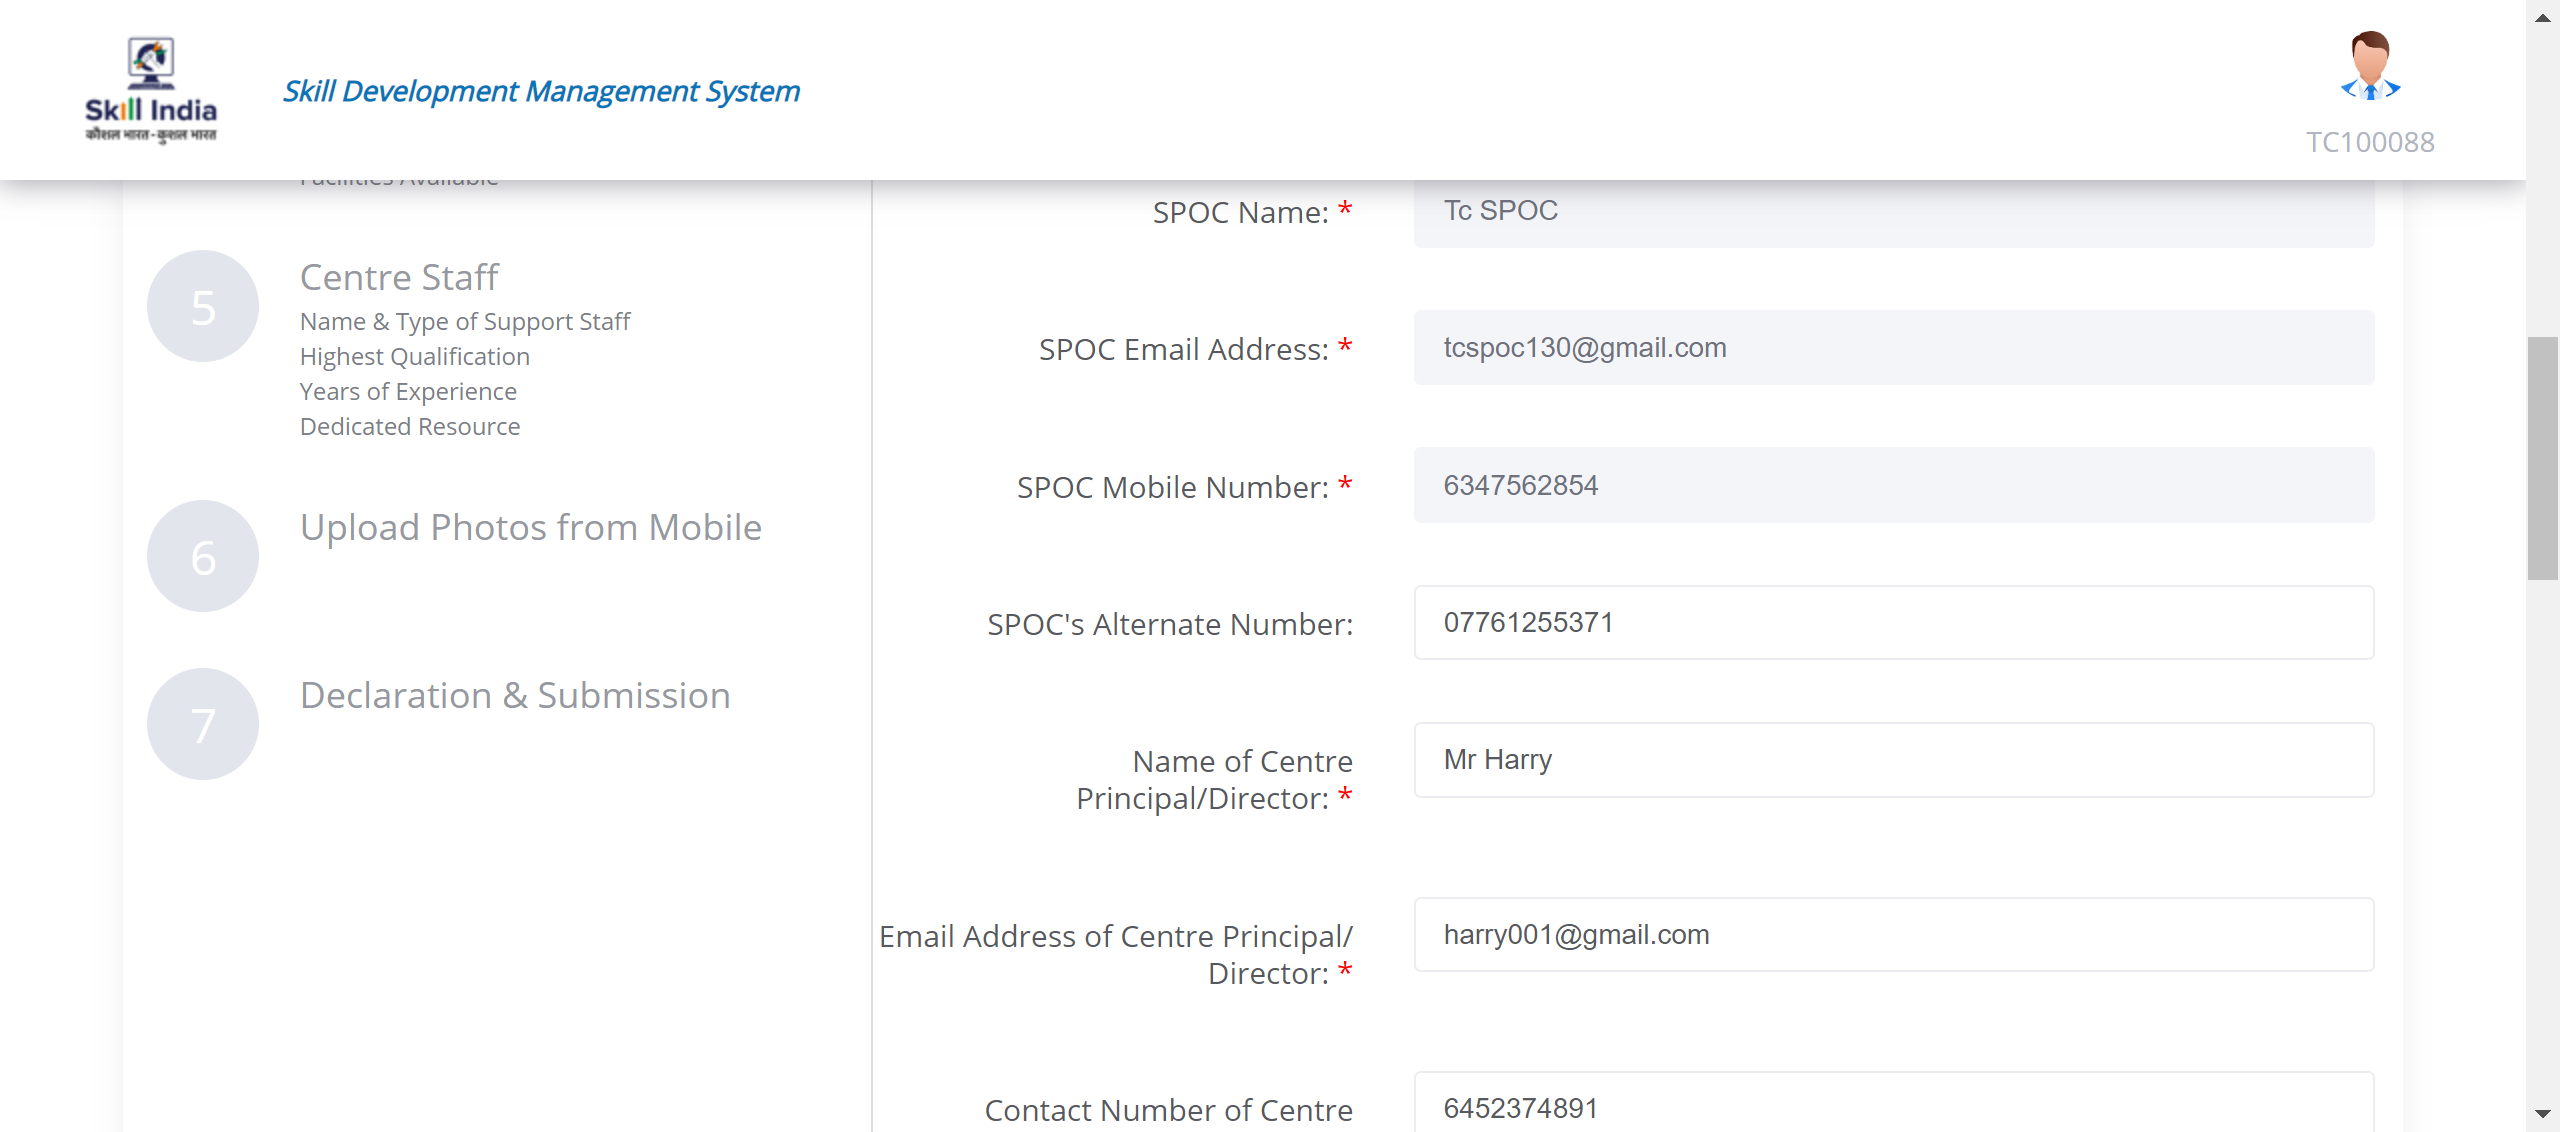 Skill India
कौशल भारत-कुशल भारत
Skill Development Management System
TC100088
Facilities Available
5
Centre Staff
Name & Type of Support Staff
Highest Qualification
Years of Experience
Dedicated Resource
6
Upload Photos from Mobile
7
Declaration & Submission
SPOC Name: *
Tc SPOC
SPOC Email Address: *
tcspoc130@gmail.com
SPOC Mobile Number: *
6347562854
SPOC's Alternate Number:
07761255371
Name of Centre
Principal/Director: *
Mr Harry
Email Address of Centre Principal/
Director: *
harry001@gmail.com
Contact Number of Centre
6452374891